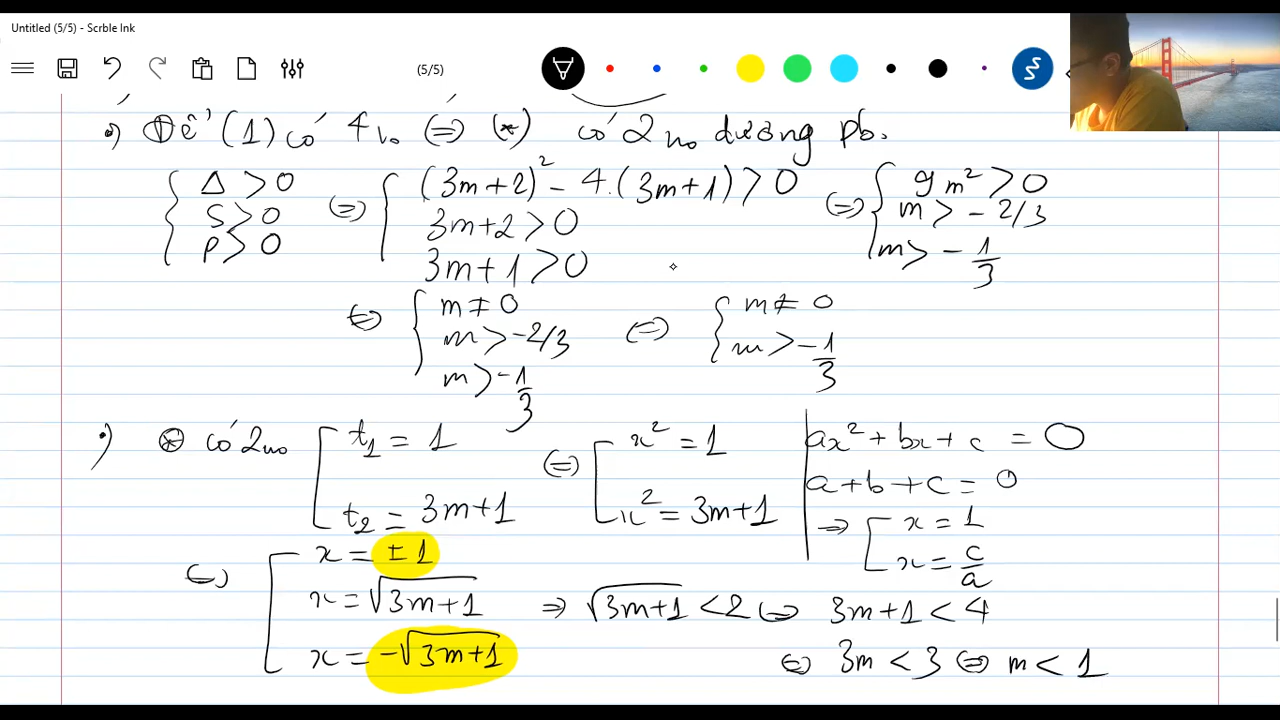 Untitled (5/5) - Scrble Ink
(5/5)
•) Để (1) có 4 no ⇔ (*) có 2 no dương pb.
{ Δ > 0
S > 0
P > 0
⇔ { (3m+2)² - 4.(3m+1) > 0
3m+2 > 0
3m+1 > 0
⇔ { 9m² > 0
m > -2/3
m > -1/3
⇔ { m ≠ 0
m > -2/3
m > -1/3
⇔ { m ≠ 0
m > -1/3
•) ⊛ có 2 no [ t₁ = 1
t₂ = 3m+1
⇔ [ x² = 1
x² = 3m+1
ax² + bx + c = 0
a + b + c = 0
⇒ [ x = 1
x = c/a
⇔ [ x = ±1
x = √(3m+1)
x = -√(3m+1)
⇒ √(3m+1) < 2 ⇔ 3m+1 < 4
⇔ 3m < 3 ⇔ m < 1